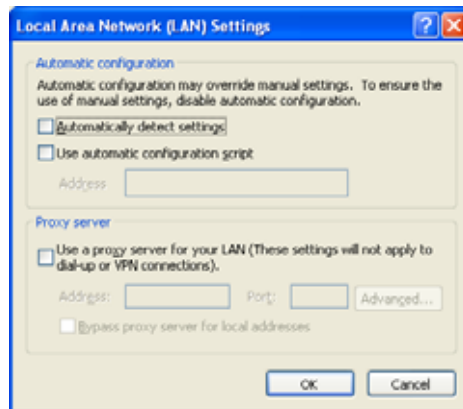 Local Area Network (LAN) Settings
Automatic configuration
Automatic configuration may override manual settings. To ensure the
use of manual settings, disable automatic configuration.
Automatically detect settings
Use automatic configuration script
Address
Proxy server
Use a proxy server for your LAN (These settings will not apply to
dial-up or VPN connections).
Address:
Port:
Advanced...
Bypass proxy server for local addresses
OK
Cancel